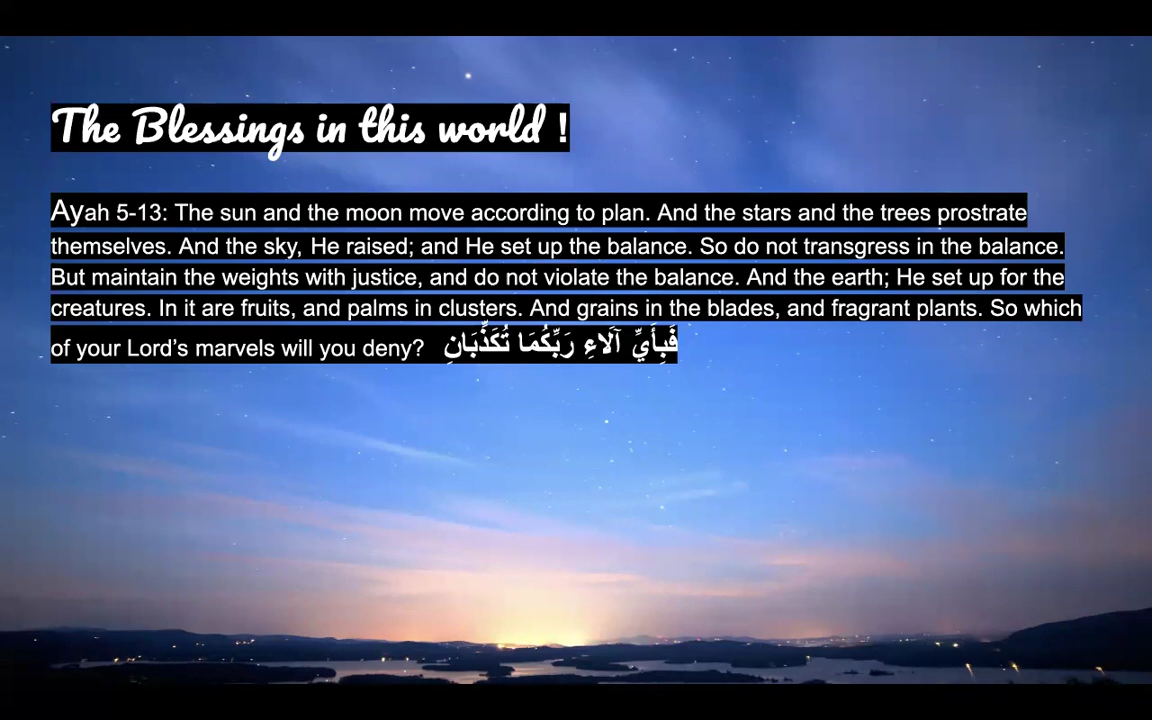 The Blessings in this world !
Ayah 5-13: The sun and the moon move according to plan. And the stars and the trees prostrate
themselves. And the sky, He raised; and He set up the balance. So do not transgress in the balance.
But maintain the weights with justice, and do not violate the balance. And the earth; He set up for the
creatures. In it are fruits, and palms in clusters. And grains in the blades, and fragrant plants. So which
of your Lord’s marvels will you deny? فَبِأَيِّ آلَاءِ رَبِّكُمَا تُكَذِّبَانِ